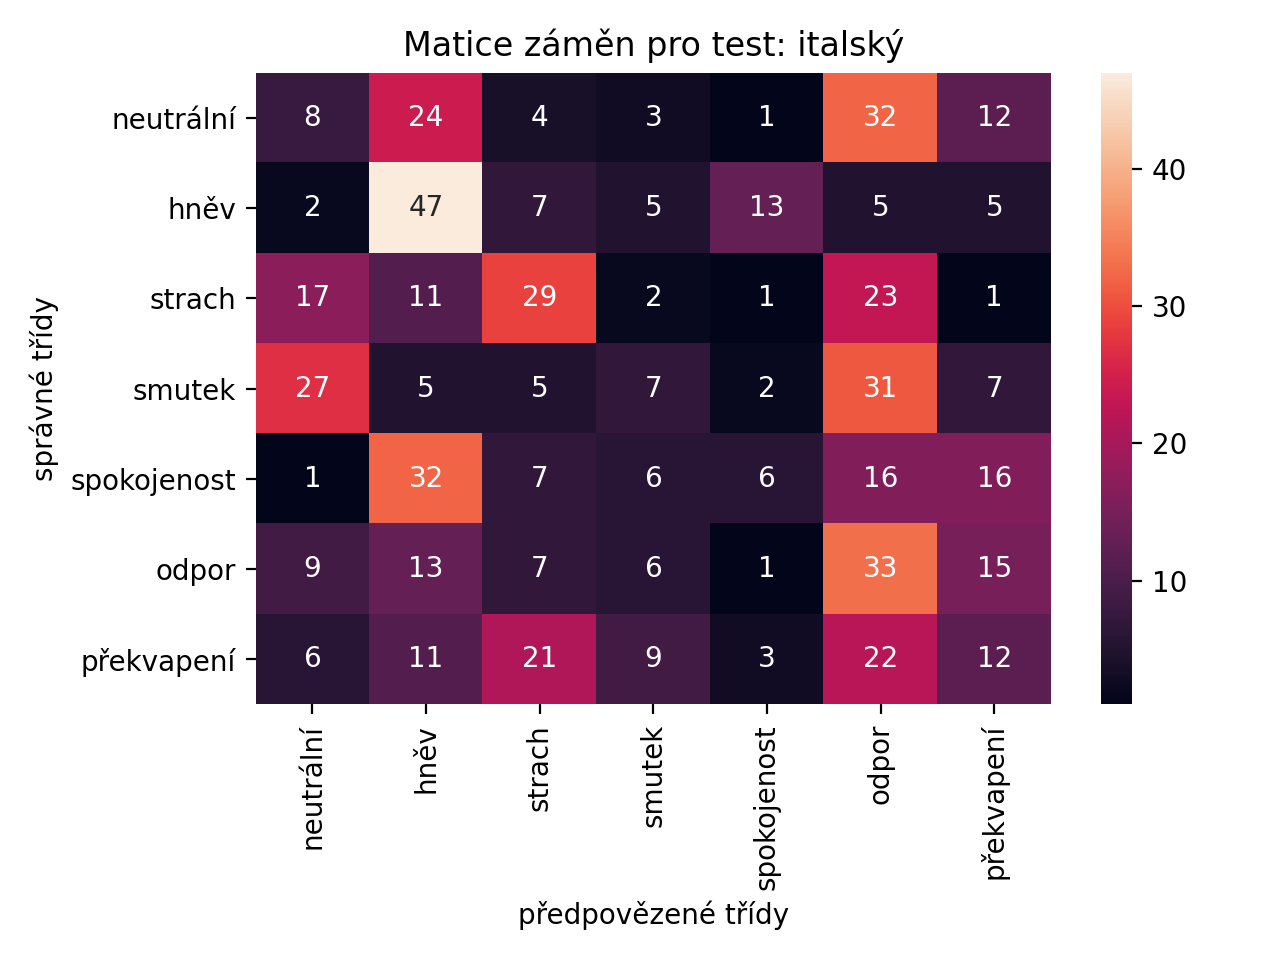 Matice záměn pro test: italský
správné třídy
neutrální 8 24 4 3 1 32 12
hněv 2 47 7 5 13 5 5
strach 17 11 29 2 1 23 1
smutek 27 5 5 7 2 31 7
spokojenost 1 32 7 6 6 16 16
odpor 9 13 7 6 1 33 15
překvapení 6 11 21 9 3 22 12
neutrální hněv strach smutek spokojenost odpor překvapení
předpovězené třídy
40
30
20
10